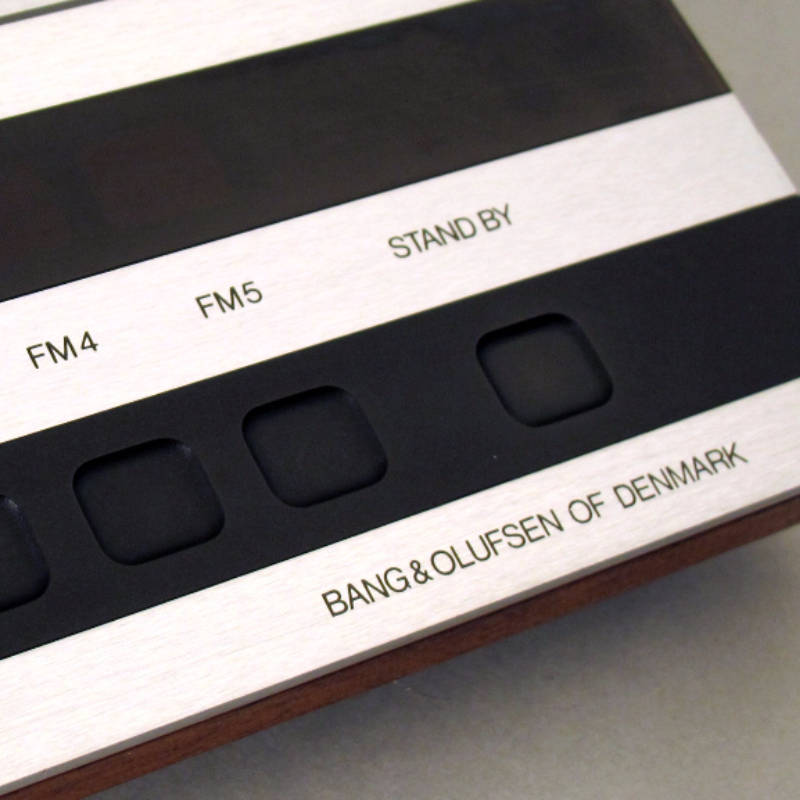 STAND BY
FM5
FM4
BANG & OLUFSEN OF DENMARK